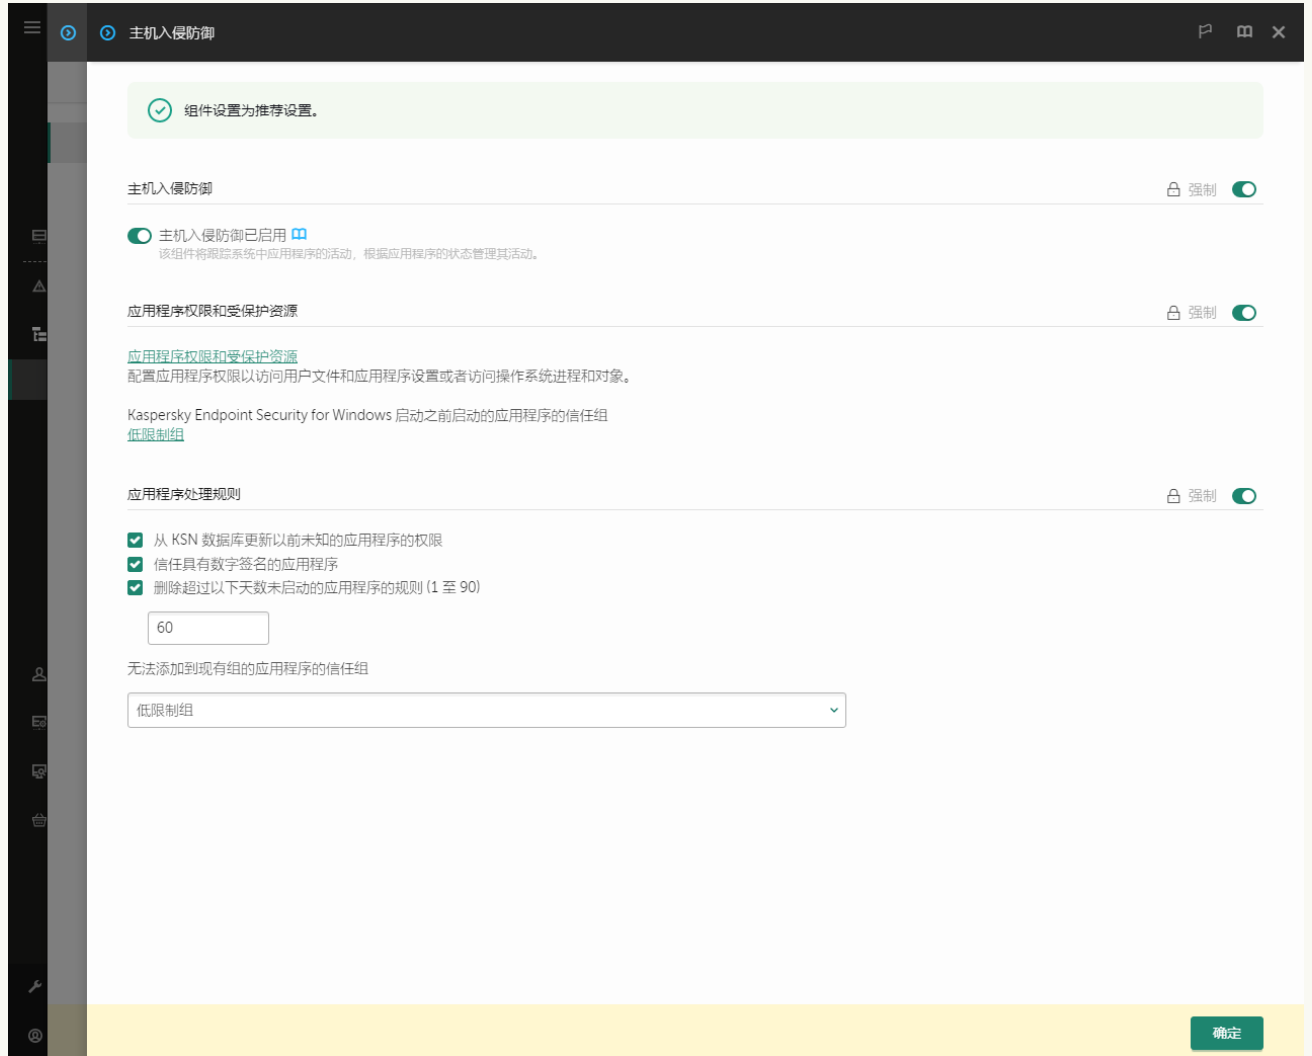 主机入侵防御
组件设置为推荐设置。
主机入侵防御
强制
主机入侵防御已启用
该组件将跟踪系统中应用程序的活动，根据应用程序的状态管理其活动。
应用程序权限和受保护资源
强制
应用程序权限和受保护资源
配置应用程序权限以访问用户文件和应用程序设置或者访问操作系统进程和对象。
Kaspersky Endpoint Security for Windows 启动之前启动的应用程序的信任组
低限制组
应用程序处理规则
强制
从 KSN 数据库更新以前未知的应用程序的权限
信任具有数字签名的应用程序
删除超过以下天数未启动的应用程序的规则 (1 至 90)
60
无法添加到现有组的应用程序的信任组
低限制组
确定